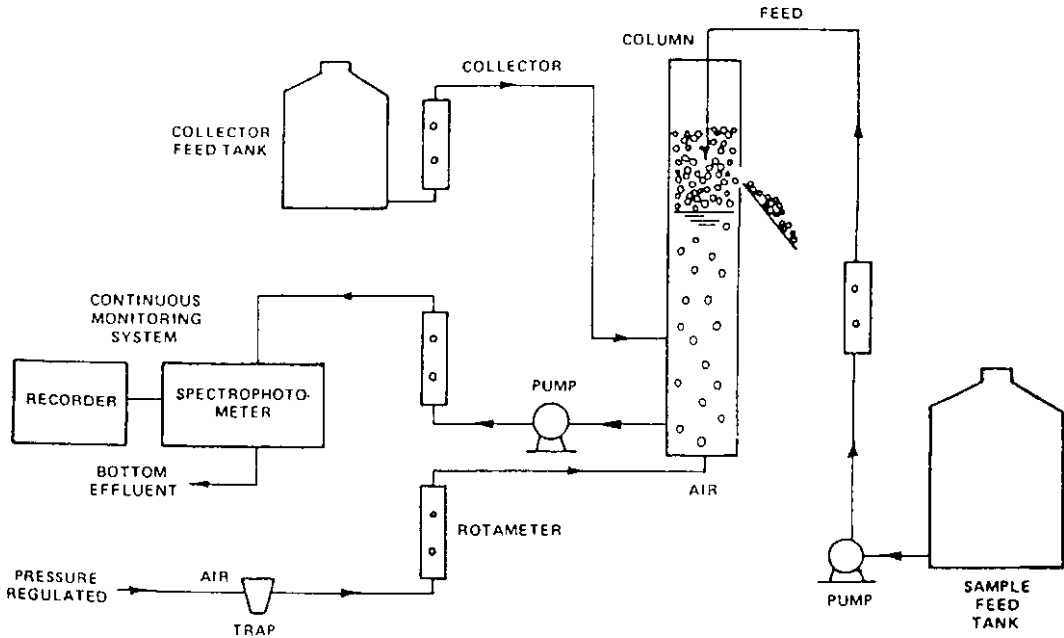 FEED
COLUMN
COLLECTOR
COLLECTOR
FEED TANK
CONTINUOUS
MONITORING
SYSTEM
RECORDER
SPECTROPHOTO-
METER
PUMP
BOTTOM
EFFLUENT
AIR
ROTAMETER
PRESSURE
REGULATED
AIR
TRAP
PUMP
SAMPLE
FEED
TANK